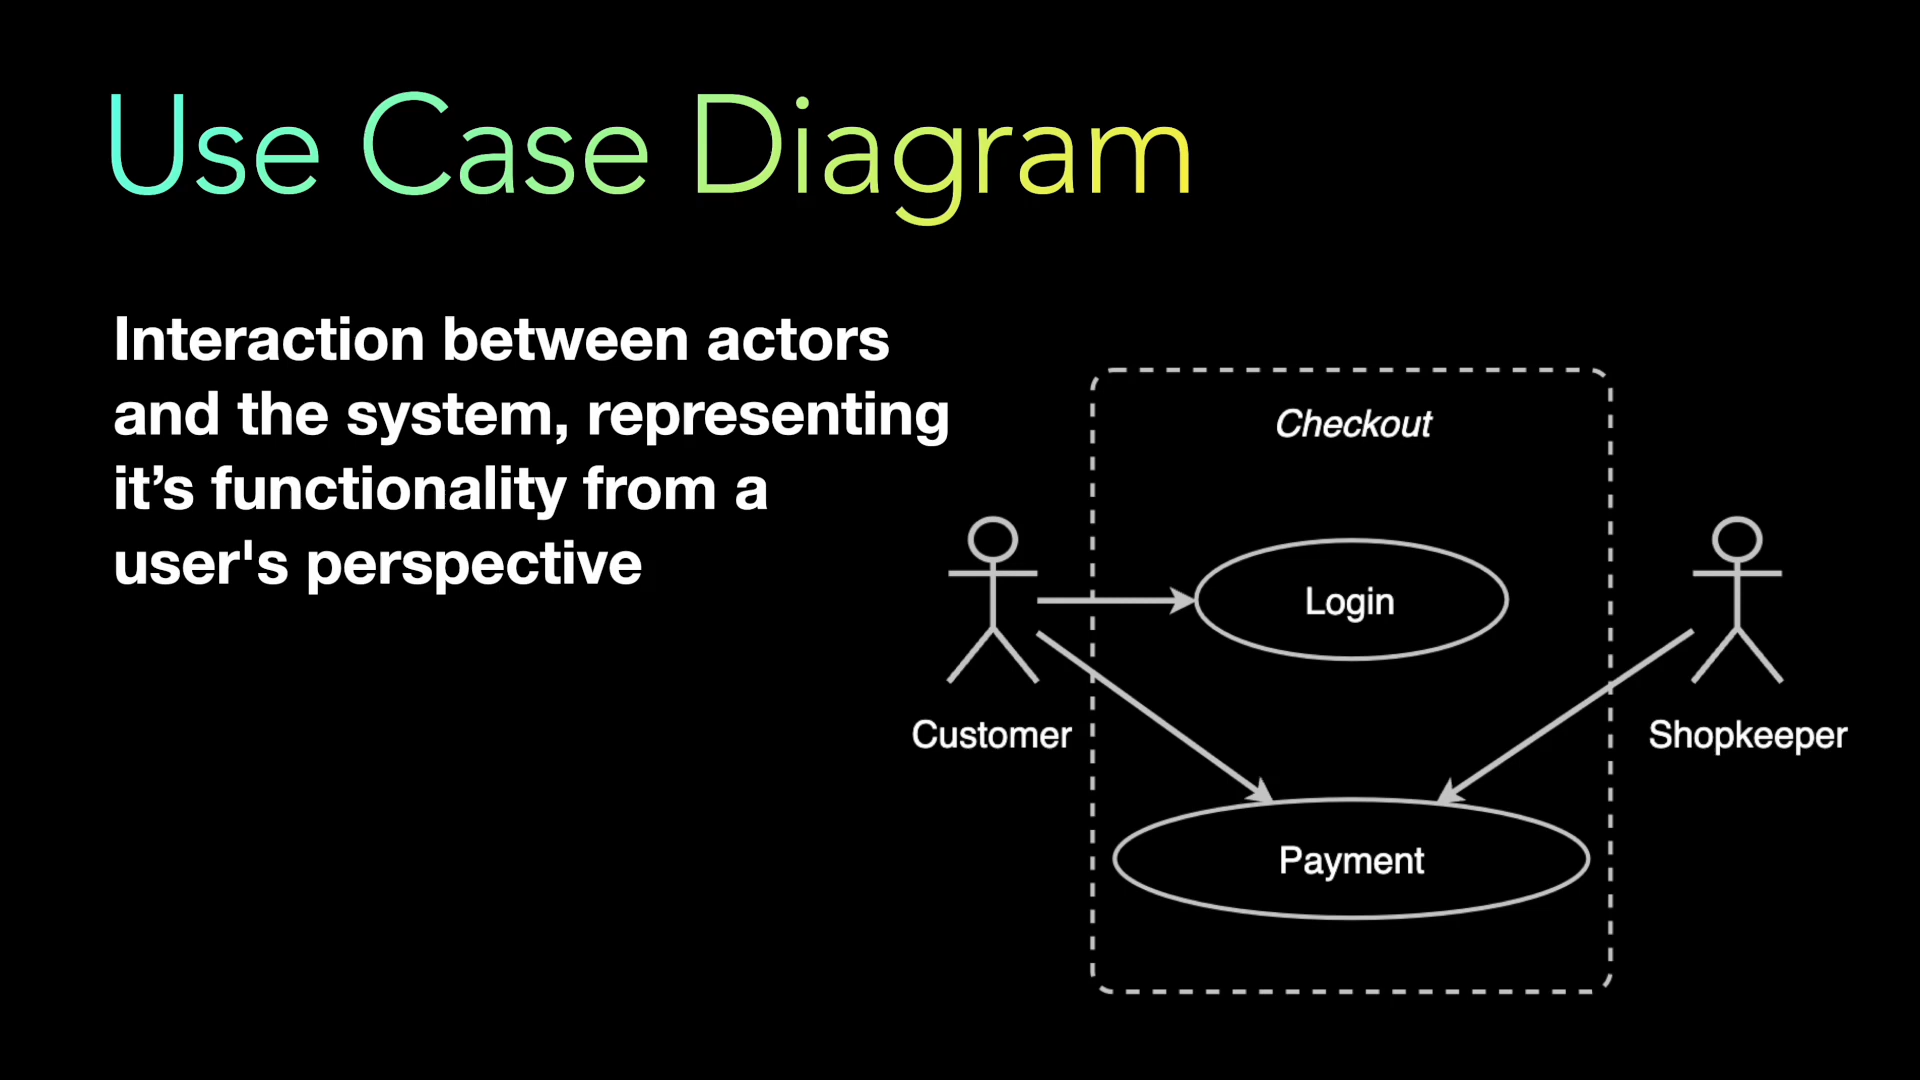 Use Case Diagram
Interaction between actors
and the system, representing
it’s functionality from a
user's perspective
Checkout
Login
Customer
Shopkeeper
Payment